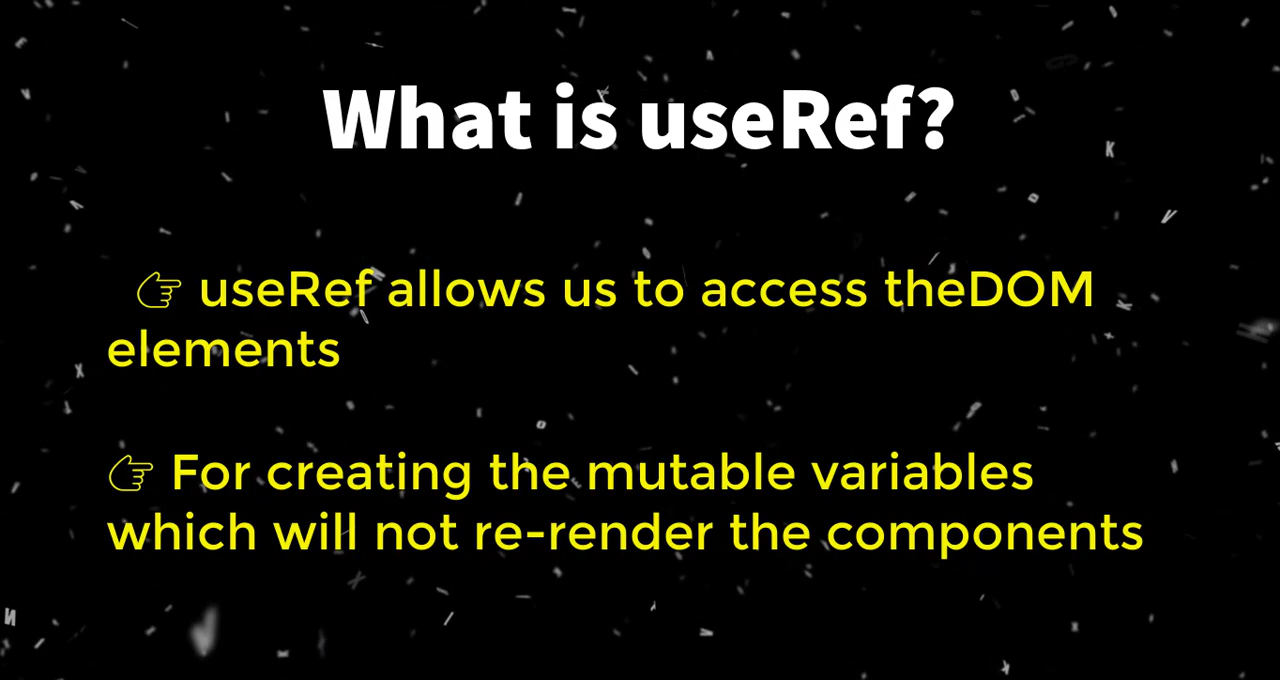 What is useRef?
👉 useRef allows us to access theDOM
elements
👉 For creating the mutable variables
which will not re-render the components